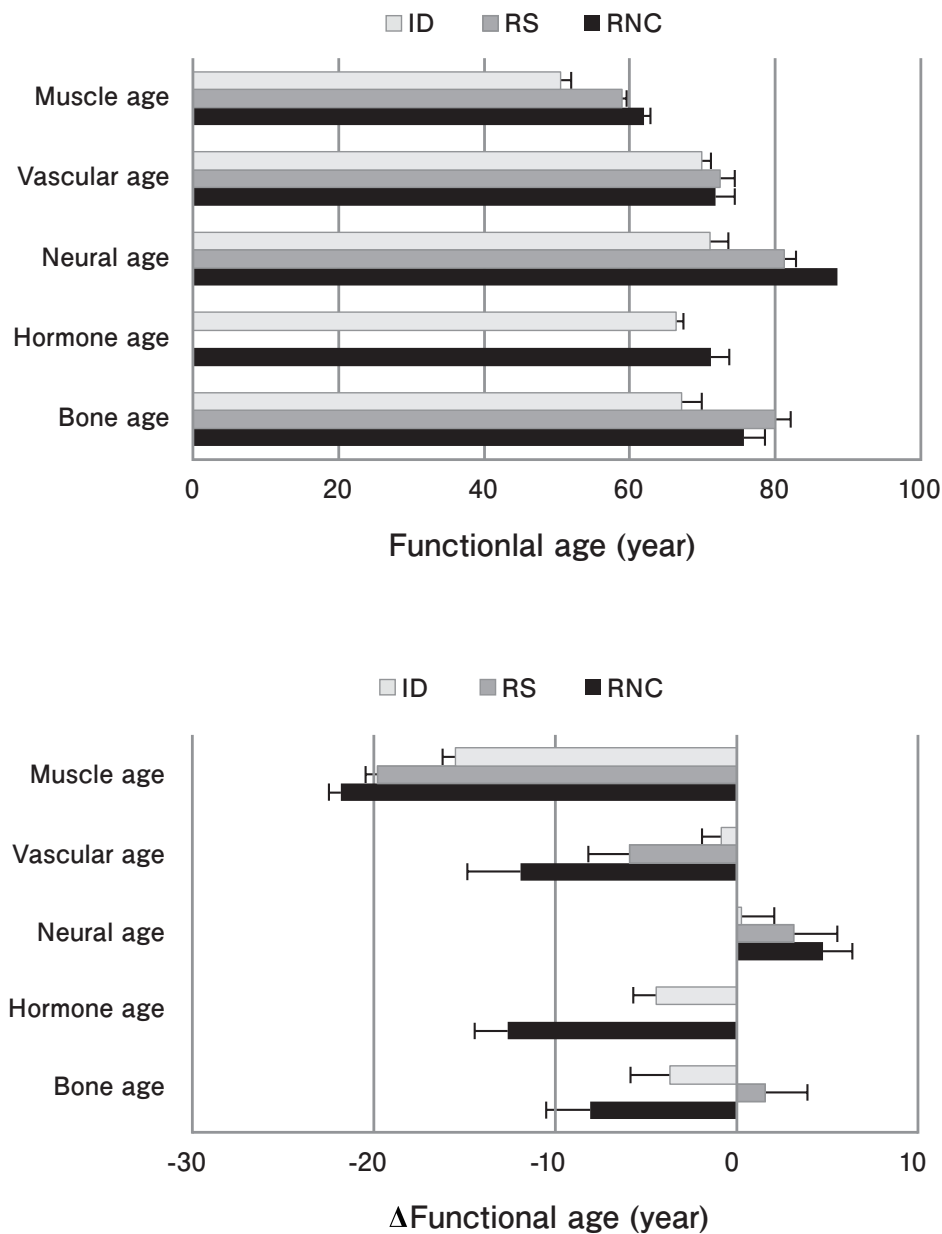 ID RS RNC
Muscle age
Vascular age
Neural age
Hormone age
Bone age
0 20 40 60 80 100
Functionlal age (year)
ID RS RNC
Muscle age
Vascular age
Neural age
Hormone age
Bone age
-30 -20 -10 0 10
ΔFunctional age (year)